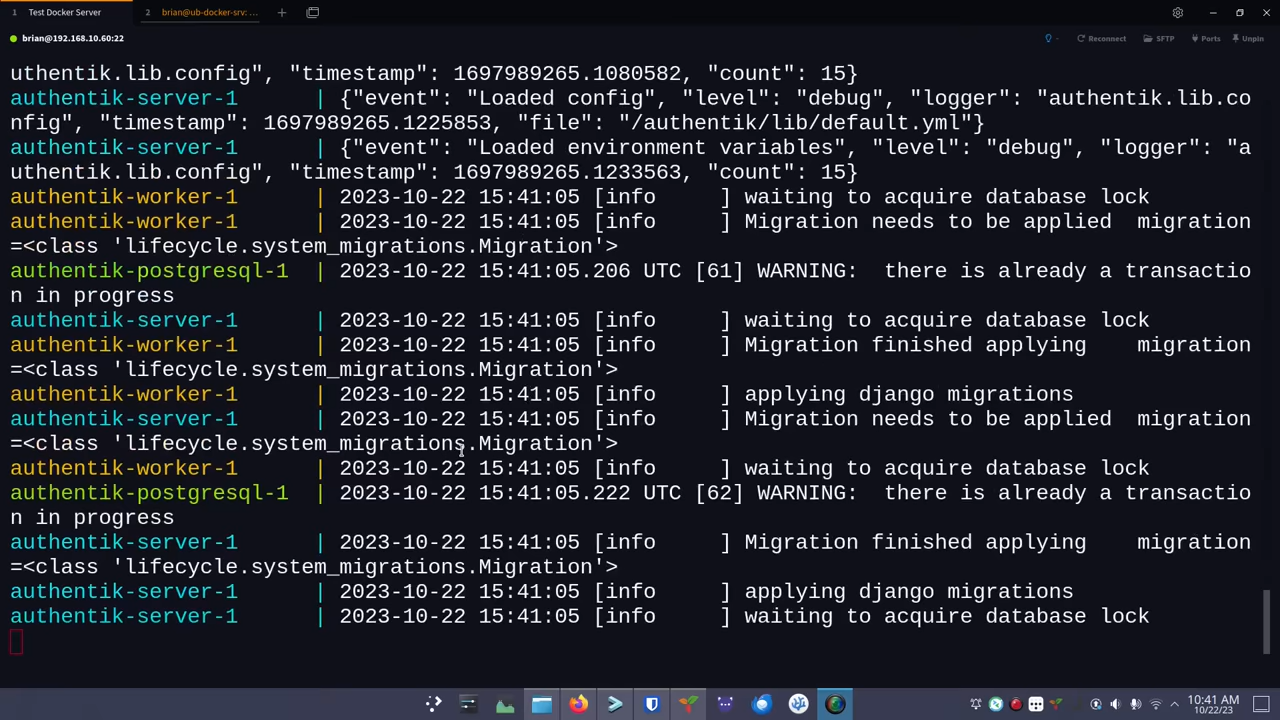 1 Test Docker Server 2 brian@ub-docker-srv: ...
brian@192.168.10.60:22 Reconnect SFTP Ports Unpin
uthentik.lib.config", "timestamp": 1697989265.1080582, "count": 15}
authentik-server-1 | {"event": "Loaded config", "level": "debug", "logger": "authentik.lib.co
nfig", "timestamp": 1697989265.1225853, "file": "/authentik/lib/default.yml"}
authentik-server-1 | {"event": "Loaded environment variables", "level": "debug", "logger": "a
uthentik.lib.config", "timestamp": 1697989265.1233563, "count": 15}
authentik-worker-1 | 2023-10-22 15:41:05 [info ] waiting to acquire database lock
authentik-worker-1 | 2023-10-22 15:41:05 [info ] Migration needs to be applied migration
=<class 'lifecycle.system_migrations.Migration'>
authentik-postgresql-1 | 2023-10-22 15:41:05.206 UTC [61] WARNING: there is already a transactio
n in progress
authentik-server-1 | 2023-10-22 15:41:05 [info ] waiting to acquire database lock
authentik-worker-1 | 2023-10-22 15:41:05 [info ] Migration finished applying migration
=<class 'lifecycle.system_migrations.Migration'>
authentik-worker-1 | 2023-10-22 15:41:05 [info ] applying django migrations
authentik-server-1 | 2023-10-22 15:41:05 [info ] Migration needs to be applied migration
=<class 'lifecycle.system_migrations.Migration'>
authentik-worker-1 | 2023-10-22 15:41:05 [info ] waiting to acquire database lock
authentik-postgresql-1 | 2023-10-22 15:41:05.222 UTC [62] WARNING: there is already a transactio
n in progress
authentik-server-1 | 2023-10-22 15:41:05 [info ] Migration finished applying migration
=<class 'lifecycle.system_migrations.Migration'>
authentik-server-1 | 2023-10-22 15:41:05 [info ] applying django migrations
authentik-server-1 | 2023-10-22 15:41:05 [info ] waiting to acquire database lock
10:41 AM
10/22/23